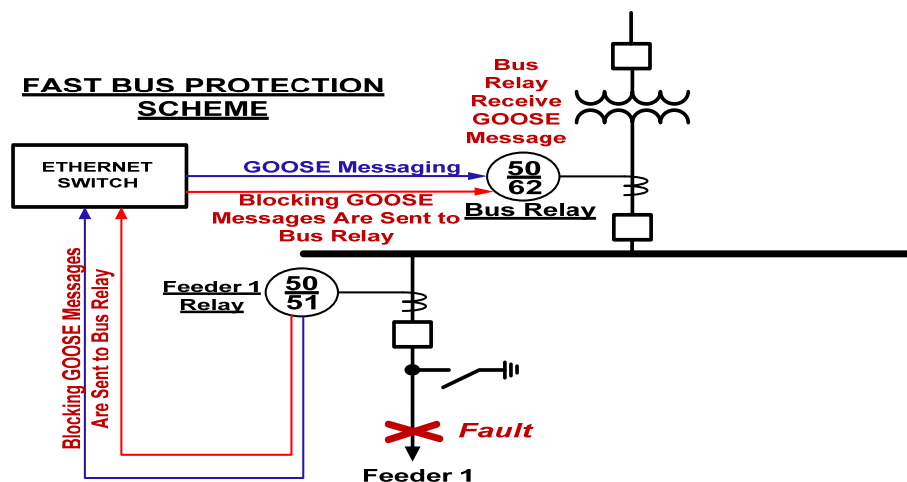 FAST BUS PROTECTION
SCHEME
Bus
Relay
Receive
GOOSE
Message
ETHERNET
SWITCH
GOOSE Messaging
50
62
Blocking GOOSE
Messages Are Sent to
Bus Relay
Bus Relay
Feeder 1
Relay
50
51
Blocking GOOSE Messages
Are Sent to Bus Relay
Fault
Feeder 1